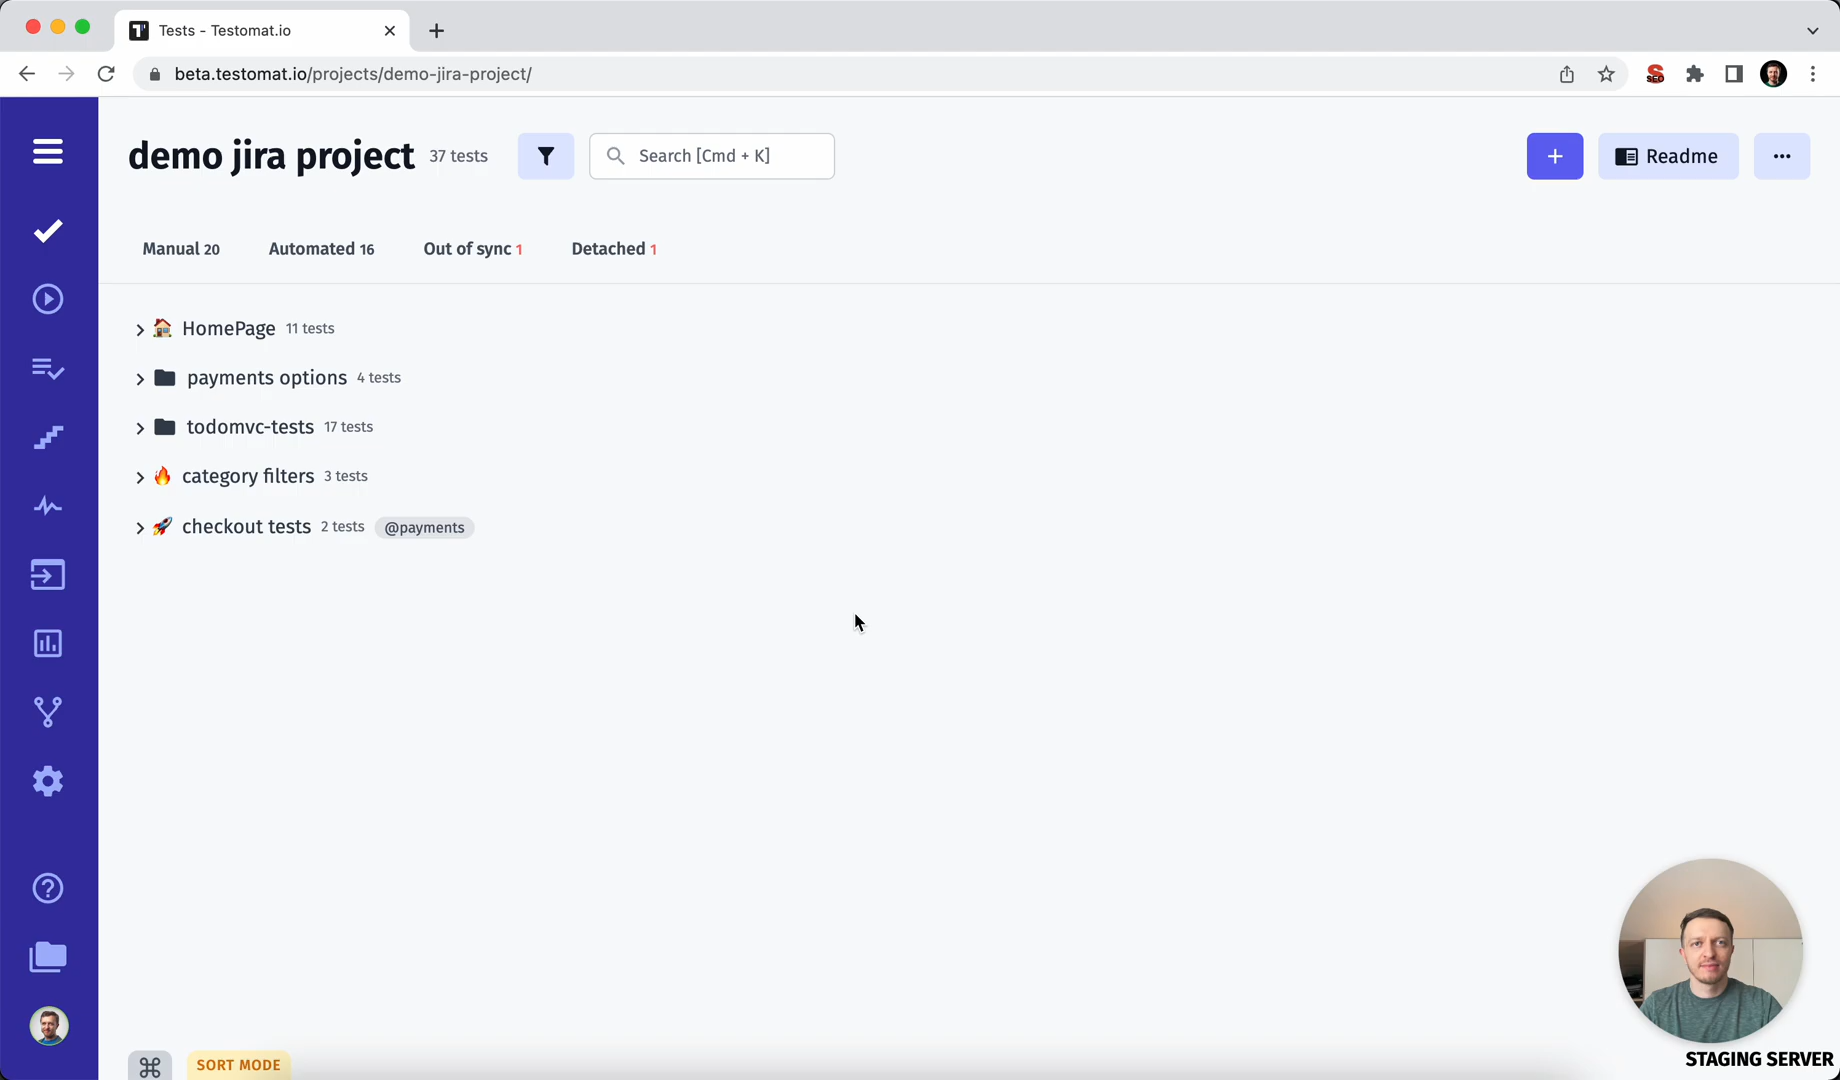 Tests - Testomat.io
beta.testomat.io/projects/demo-jira-project/
SEO
demo jira project 37 tests Search [Cmd + K] Readme
Manual 20 Automated 16 Out of sync 1 Detached 1
HomePage 11 tests
payments options 4 tests
todomvc-tests 17 tests
category filters 3 tests
checkout tests 2 tests @payments
SORT MODE
STAGING SERVER